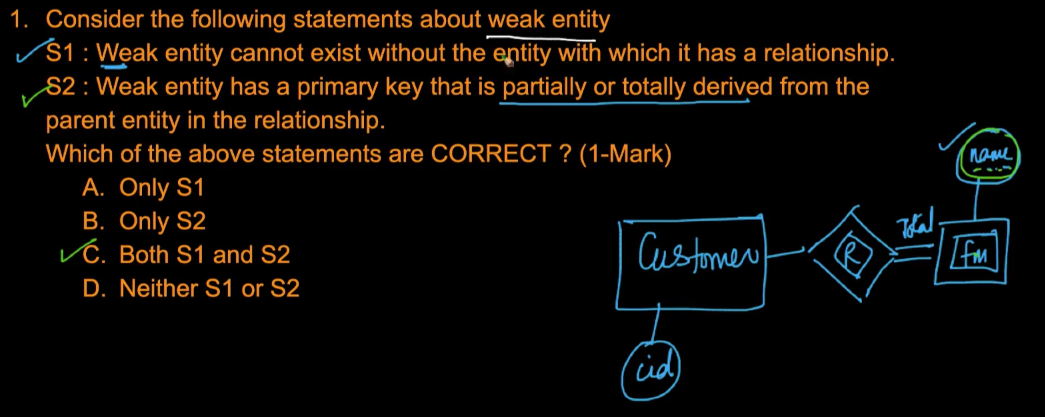 1. Consider the following statements about weak entity
S1 : Weak entity cannot exist without the entity with which it has a relationship.
S2 : Weak entity has a primary key that is partially or totally derived from the
parent entity in the relationship.
Which of the above statements are CORRECT ? (1-Mark)
A. Only S1
B. Only S2
C. Both S1 and S2
D. Neither S1 or S2
name
Total
Customer
R
fm
cid